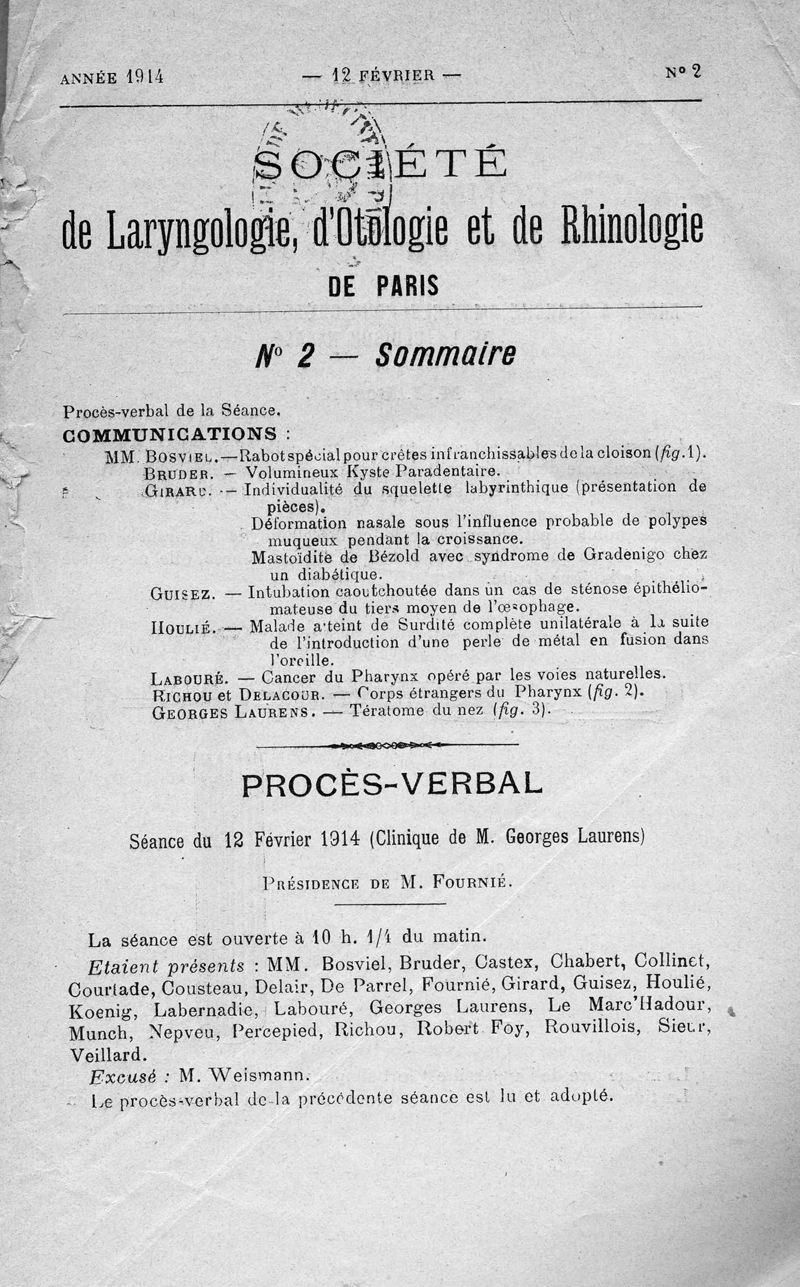 ANNÉE 1914 — 12 FÉVRIER — N° 2
SOCIÉTÉ
de Laryngologie, d'Otologie et de Rhinologie
DE PARIS
N° 2 — Sommaire
Procès-verbal de la Séance.
COMMUNICATIONS :
MM. BOSVIEL.—Rabot spécial pour crêtes infranchissables de la cloison (fig.1).
BRUDER. — Volumineux Kyste Paradentaire.
GIRARD. — Individualité du squelette labyrinthique (présentation de
pièces).
Déformation nasale sous l'influence probable de polypes
muqueux pendant la croissance.
Mastoïdite de Bézold avec syndrome de Gradenigo chez
un diabétique.
GUISEZ. — Intubation caoutchoutée dans un cas de sténose épithélio-
mateuse du tiers moyen de l'œsophage.
HOULIÉ. — Malade atteint de Surdité complète unilatérale à la suite
de l'introduction d'une perle de métal en fusion dans
l'oreille.
LABOURÉ. — Cancer du Pharynx opéré par les voies naturelles.
RICHOU et DELACOUR. — Corps étrangers du Pharynx (fig. 2).
GEORGES LAURENS. — Tératome du nez (fig. 3).
PROCÈS-VERBAL
Séance du 12 Février 1914 (Clinique de M. Georges Laurens)
PRÉSIDENCE DE M. FOURNIÉ.
La séance est ouverte à 10 h. 1/4 du matin.
Etaient présents : MM. Bosviel, Bruder, Castex, Chabert, Collinet,
Courtade, Cousteau, Delair, De Parrel, Fournié, Girard, Guisez, Houlié,
Koenig, Labernadie, Labouré, Georges Laurens, Le Marc'Hadour,
Munch, Nepveu, Percepied, Richou, Robert Foy, Rouvillois, Sieur,
Veillard.
Excusé : M. Weismann.
Le procès-verbal de la précédente séance est lu et adopté.